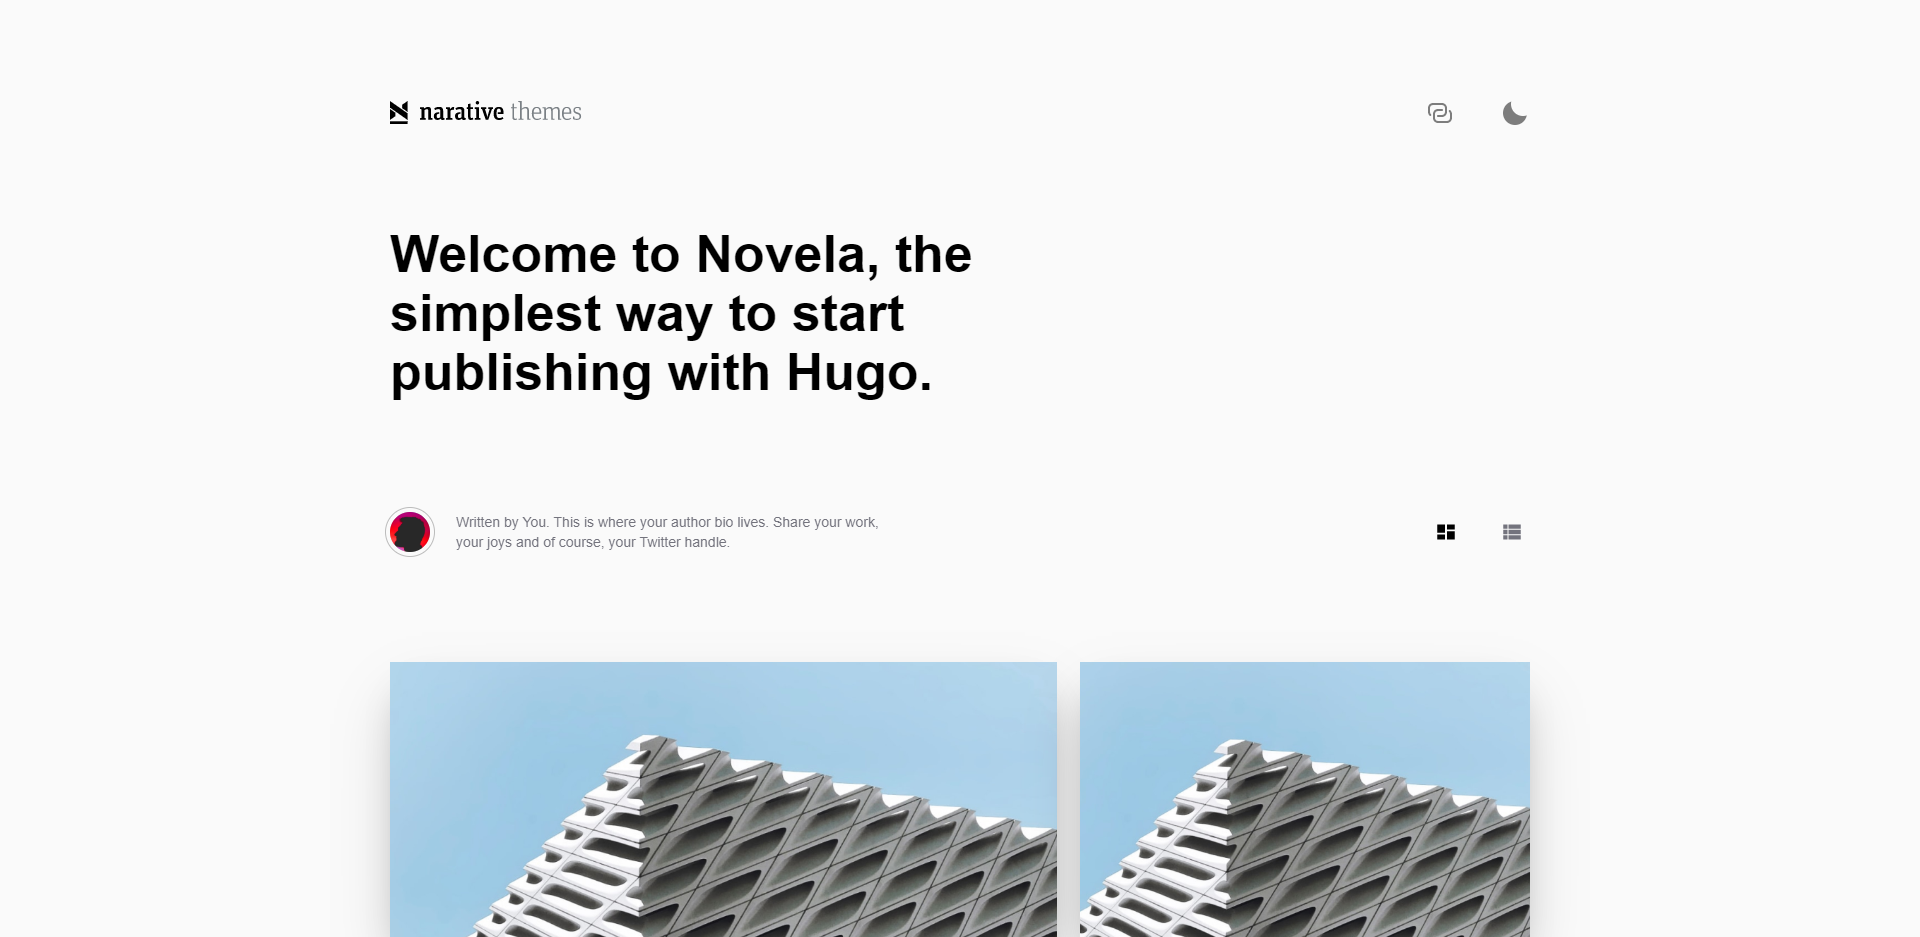 narative themes
Welcome to Novela, the
simplest way to start
publishing with Hugo.
Written by You. This is where your author bio lives. Share your work,
your joys and of course, your Twitter handle.